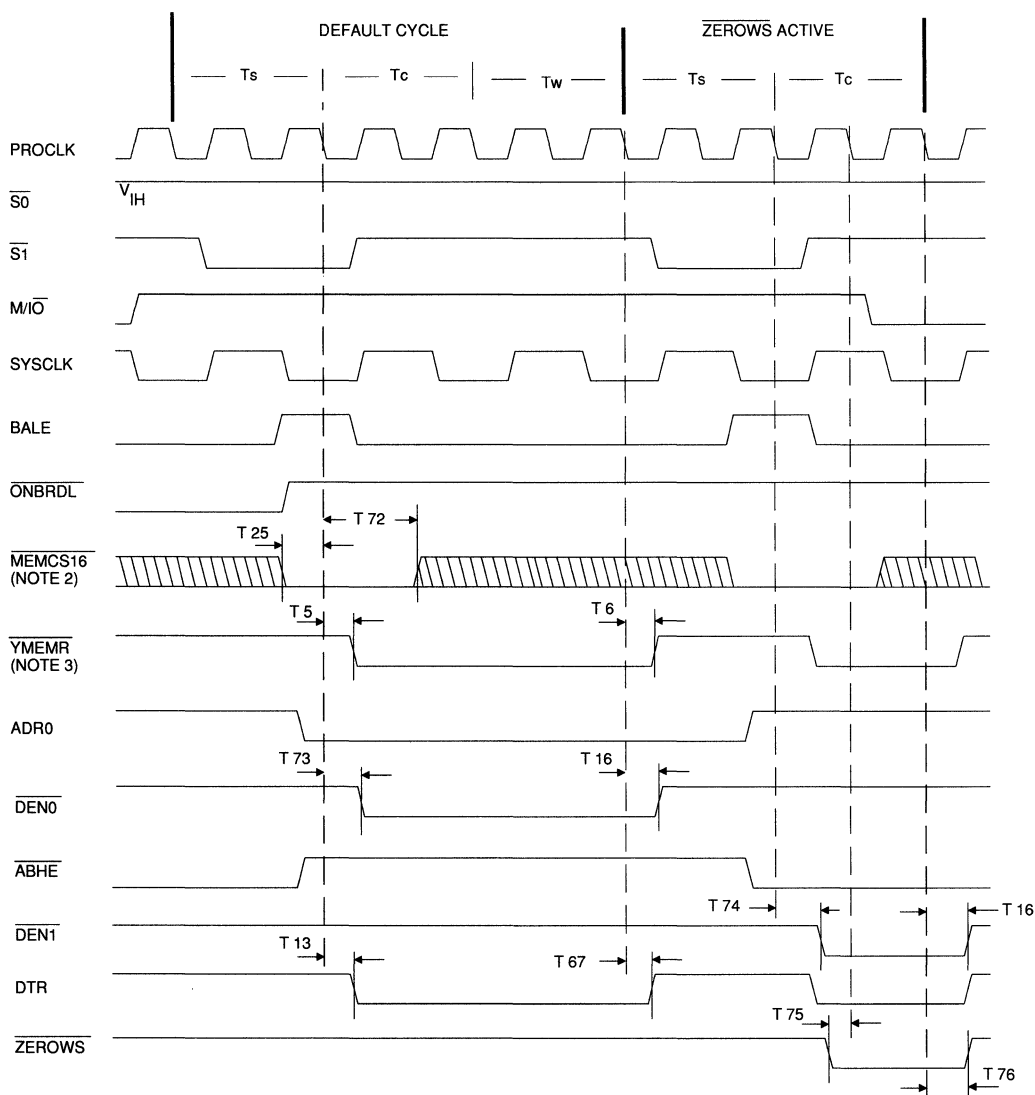 DEFAULT CYCLE
ZEROWS ACTIVE
Ts
Tc
Tw
Ts
Tc
PROCLK
VIH
S0
S1
M/IO
SYSCLK
BALE
ONBRDL
T 72
T 25
MEMCS16
(NOTE 2)
T 5
T 6
YMEMR
(NOTE 3)
ADR0
T 73
T 16
DEN0
ABHE
T 74
T 16
DEN1
T 13
T 67
DTR
T 75
ZEROWS
T 76